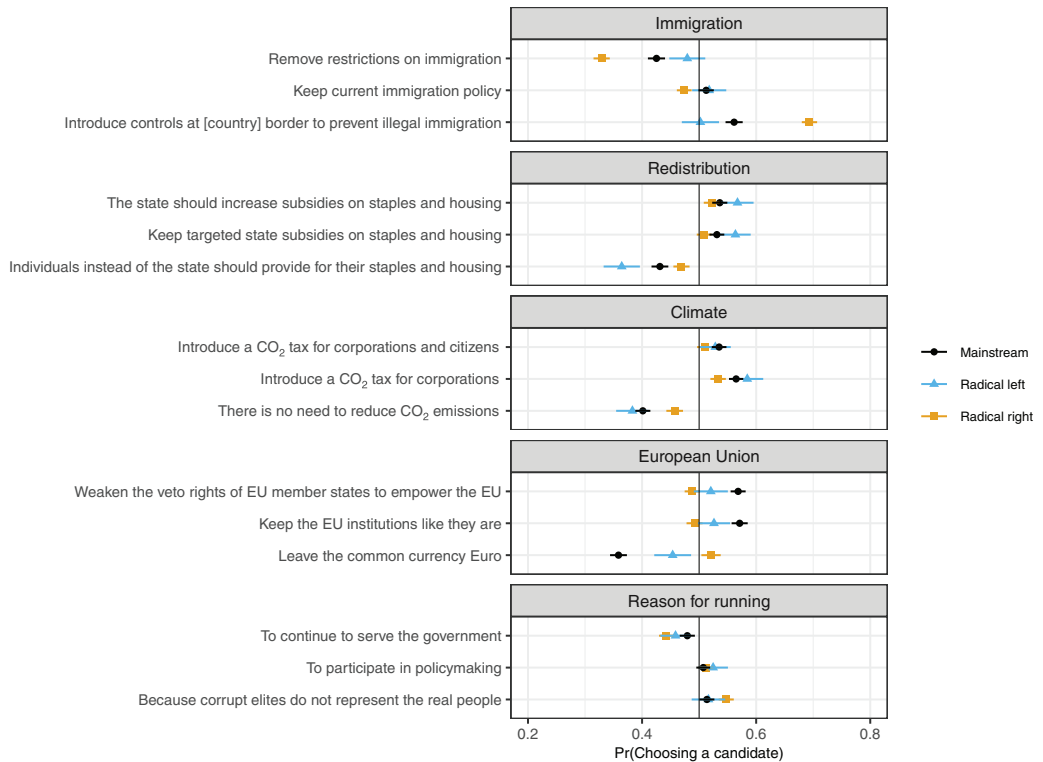 Immigration
Remove restrictions on immigration
Keep current immigration policy
Introduce controls at [country] border to prevent illegal immigration
Redistribution
The state should increase subsidies on staples and housing
Keep targeted state subsidies on staples and housing
Individuals instead of the state should provide for their staples and housing
Climate
Introduce a CO₂ tax for corporations and citizens
Introduce a CO₂ tax for corporations
There is no need to reduce CO₂ emissions
Mainstream
Radical left
Radical right
European Union
Weaken the veto rights of EU member states to empower the EU
Keep the EU institutions like they are
Leave the common currency Euro
Reason for running
To continue to serve the government
To participate in policymaking
Because corrupt elites do not represent the real people
0.2 0.4 0.6 0.8
Pr(Choosing a candidate)